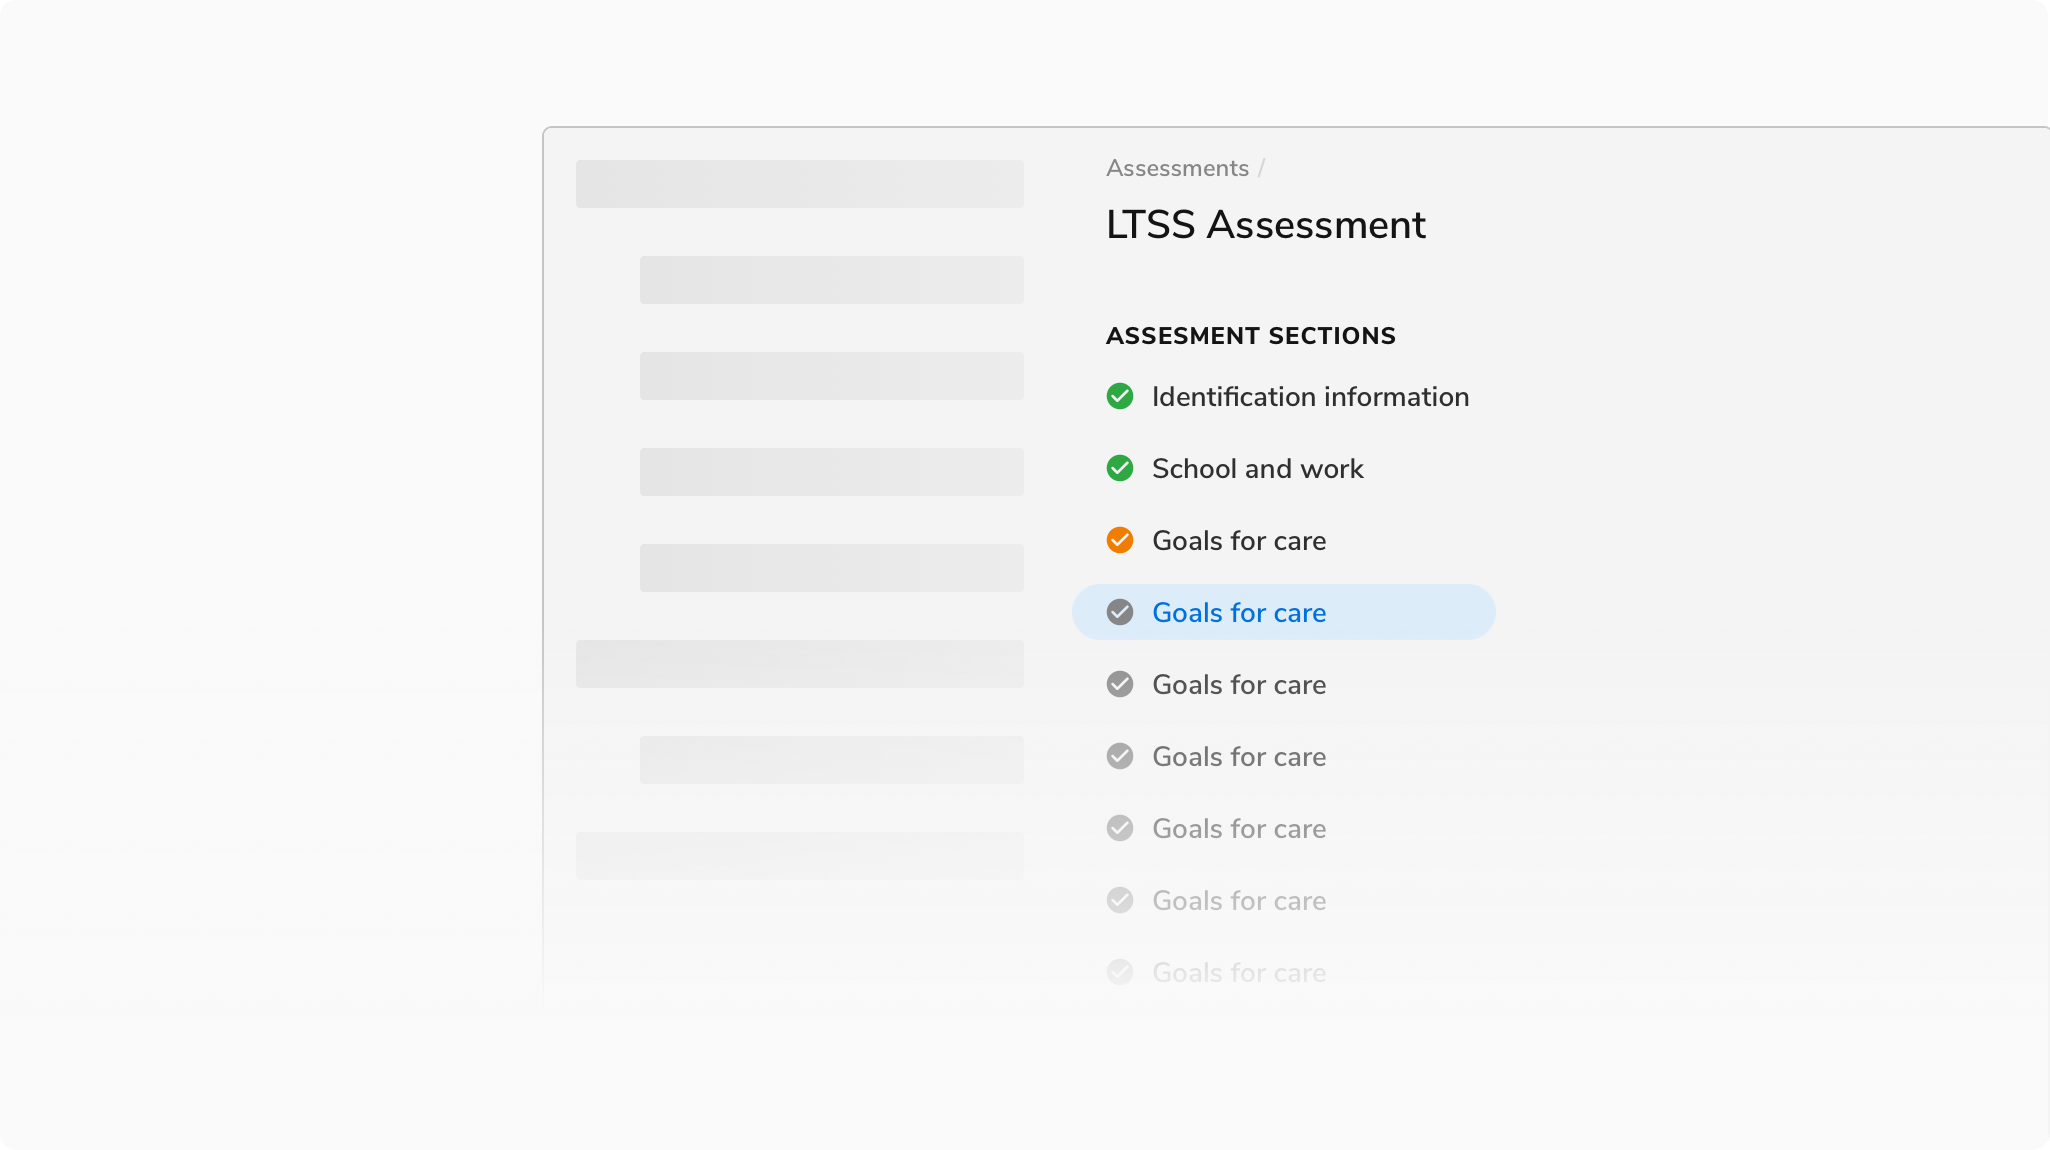 Assessments /
LTSS Assessment
ASSESMENT SECTIONS
Identification information
School and work
Goals for care
Goals for care
Goals for care
Goals for care
Goals for care
Goals for care
Goals for care